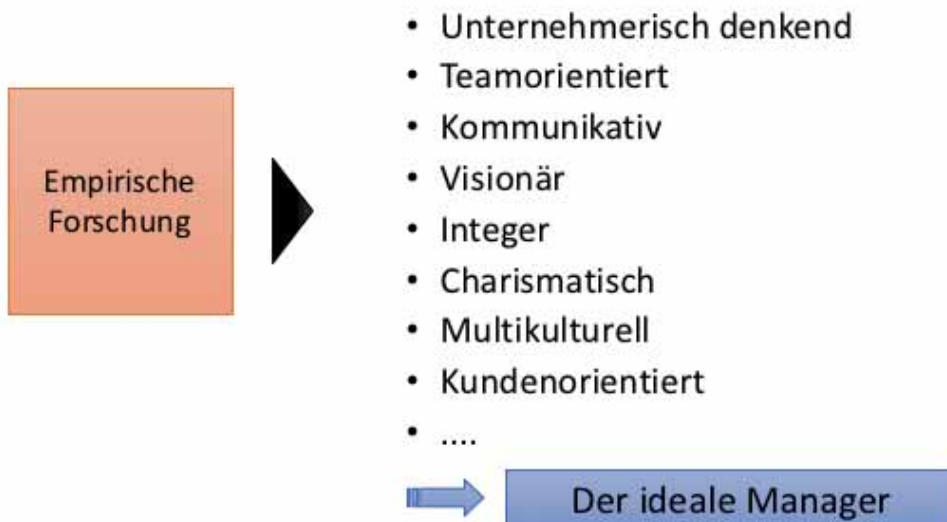 Empirische
Forschung
• Unternehmerisch denkend
• Teamorientiert
• Kommunikativ
• Visionär
• Integer
• Charismatisch
• Multikulturell
• Kundenorientiert
• ....
Der ideale Manager